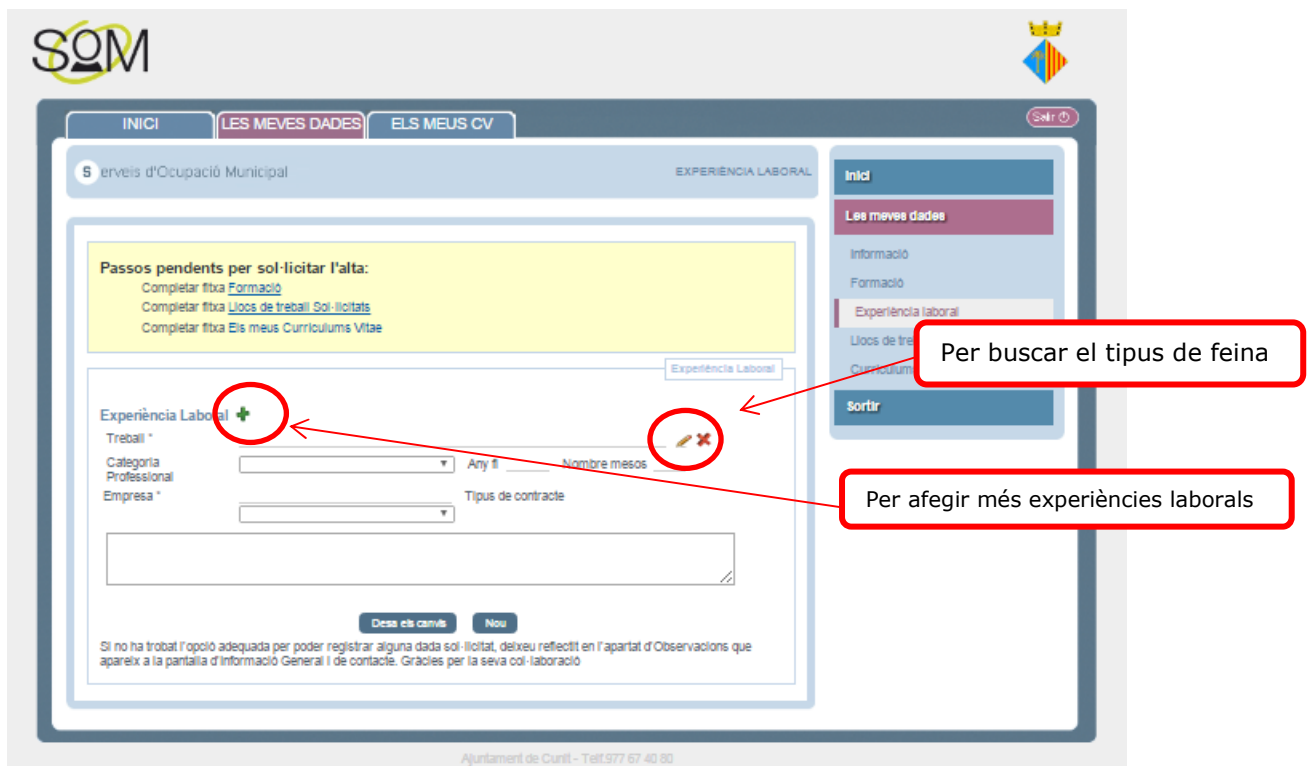 SOM
INICI
LES MEVES DADES
ELS MEUS CV
Salir
Serveis d'Ocupació Municipal
EXPERIÈNCIA LABORAL
Inici
Les meves dades
Informació
Formació
Experiència laboral
Llocs de
Passos pendents per sol·licitar l'alta:
Completar fitxa Formació
Completar fitxa Llocs de treball Sol·licitats
Completar fitxa Els meus Currículums Vitae
Per buscar el tipus de feina
Sortir
Experiència Laboral
Experiència Laboral
Treball *
Categoria
Professional
Any fi
Nombre mesos
Empresa *
Tipus de contracte
Per afegir més experiències laborals
Desa els canvis
Nou
Si no ha trobat l'opció adequada per poder registrar alguna dada sol·licitat, deixeu reflectit en l'apartat d'Observacions que
apareix a la pantalla d'Informació General i de contacte. Gràcies per la seva col·laboració
Ajuntament de Cunit - Telf.977 67 40 80